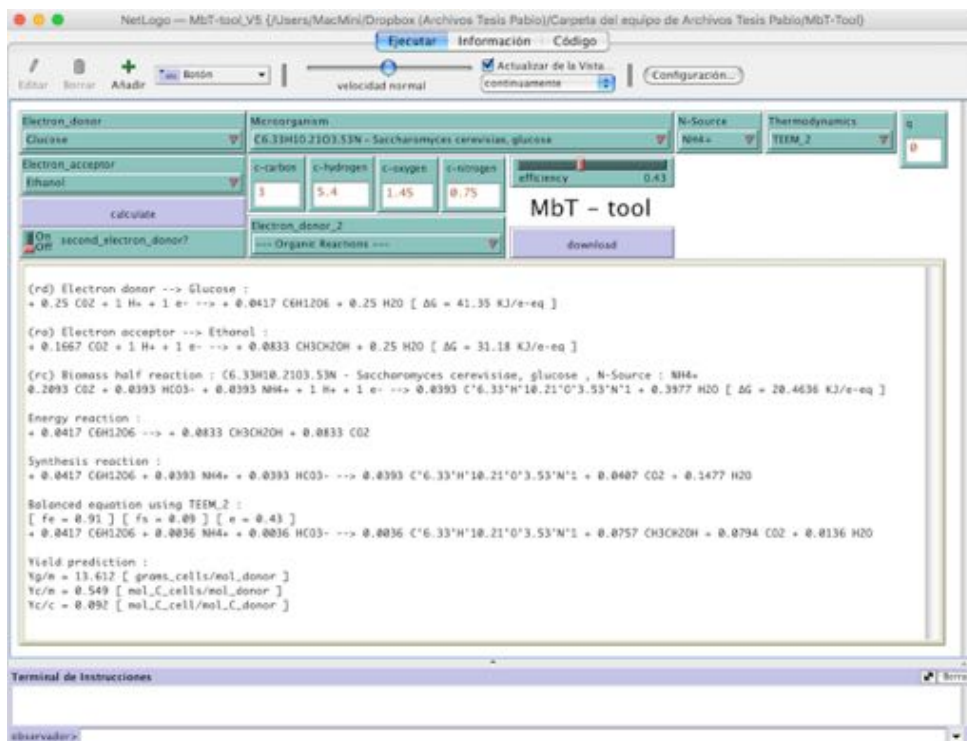 NetLogo — MbT-tool_V5 {/Users/MacMini/Dropbox (Archivos Tesis Pablo)/Carpeta del equipo de Archivos Tesis Pablo/MbT-Tool}
Ejecutar Información Código
Editar Borrar Añadir Botón velocidad normal Actualizar de la Vista... continuamente Configuración...
Electron_donor Glucose
Microorganism C6.33H10.21O3.53N - Saccharomyces cerevisiae, glucose
N-Source NH4+
Thermodynamics TEEM_2
q 0
Electron_acceptor Ethanol
c-carbon 3
c-hydrogen 5.4
c-oxygen 1.45
c-nitrogen 0.75
efficiency 0.43
MbT - tool
calculate
On Off second_electron_donor?
Electron_donor_2 --- Organic Reactions ---
download
(rd) Electron donor --> Glucose :
+ 0.25 CO2 + 1 H+ + 1 e- --> + 0.0417 C6H12O6 + 0.25 H2O [ ΔG = 41.35 KJ/e-eq ]
(ra) Electron acceptor --> Ethanol :
+ 0.1667 CO2 + 1 H+ + 1 e- --> + 0.0833 CH3CH2OH + 0.25 H2O [ ΔG = 31.18 KJ/e-eq ]
(rc) Biomass half reaction : C6.33H10.21O3.53N - Saccharomyces cerevisiae, glucose , N-Source : NH4+
0.2093 CO2 + 0.0393 HCO3- + 0.0393 NH4+ + 1 H+ + 1 e- --> 0.0393 C"6.33"H"10.21"O"3.53"N"1 + 0.3977 H2O [ ΔG = 20.4636 KJ/e-eq ]
Energy reaction :
+ 0.0417 C6H12O6 --> + 0.0833 CH3CH2OH + 0.0833 CO2
Synthesis reaction :
+ 0.0417 C6H12O6 + 0.0393 NH4+ + 0.0393 HCO3- --> 0.0393 C"6.33"H"10.21"O"3.53"N"1 + 0.0407 CO2 + 0.1477 H2O
Balanced equation using TEEM_2 :
[ fe = 0.91 ] [ fs = 0.09 ] [ e = 0.43 ]
+ 0.0417 C6H12O6 + 0.0036 NH4+ + 0.0036 HCO3- --> 0.0036 C"6.33"H"10.21"O"3.53"N"1 + 0.0757 CH3CH2OH + 0.0794 CO2 + 0.0136 H2O
Yield prediction :
Yg/m = 13.612 [ grams_cells/mol_donor ]
Yc/m = 0.549 [ mol_C_cells/mol_donor ]
Yc/c = 0.092 [ mol_C_cell/mol_C_donor ]
Terminal de Instrucciones
observador>